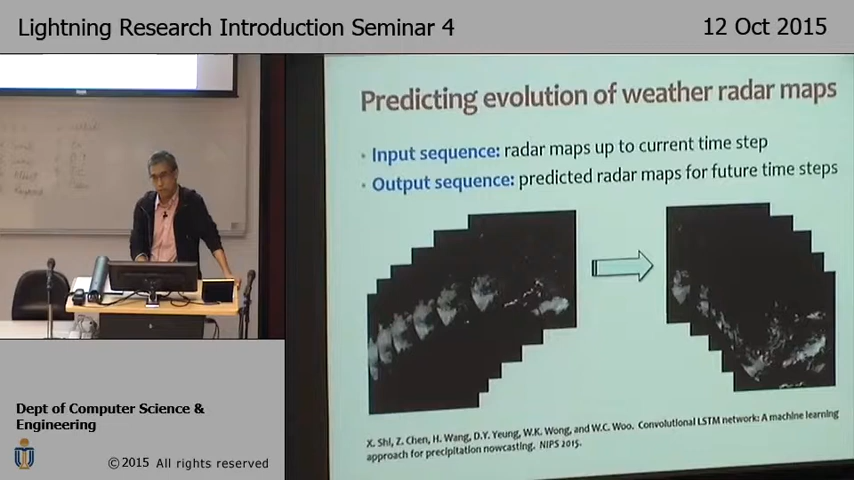 Lightning Research Introduction Seminar 4
12 Oct 2015
Predicting evolution of weather radar maps
• Input sequence: radar maps up to current time step
• Output sequence: predicted radar maps for future time steps
X. Shi, Z. Chen, H. Wang, D.Y. Yeung, W.K. Wong, and W.C. Woo. Convolutional LSTM network: A machine learning
approach for precipitation nowcasting. NIPS 2015.
Dept of Computer Science &
Engineering
©2015 All rights reserved